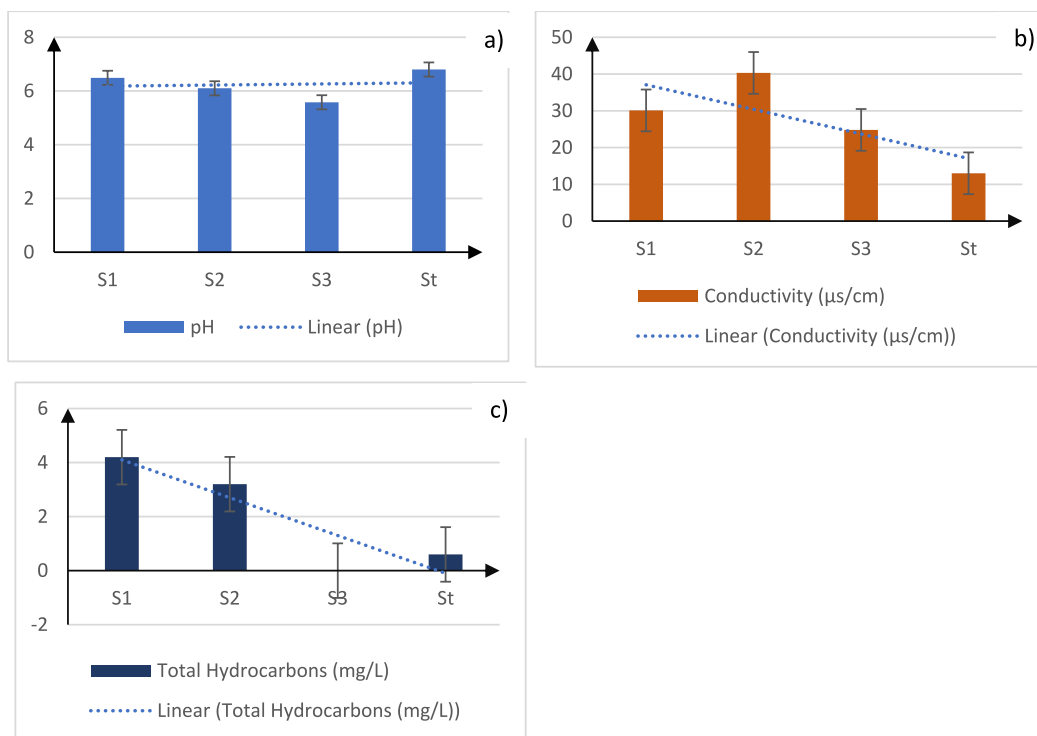 a)
8
6
4
2
0
S1 S2 S3 St
pH Linear (pH)
b)
50
40
30
20
10
0
S1 S2 S3 St
Conductivity (µs/cm)
Linear (Conductivity (µs/cm))
c)
6
4
2
0
-2
S1 S2 S3 St
Total Hydrocarbons (mg/L)
Linear (Total Hydrocarbons (mg/L))